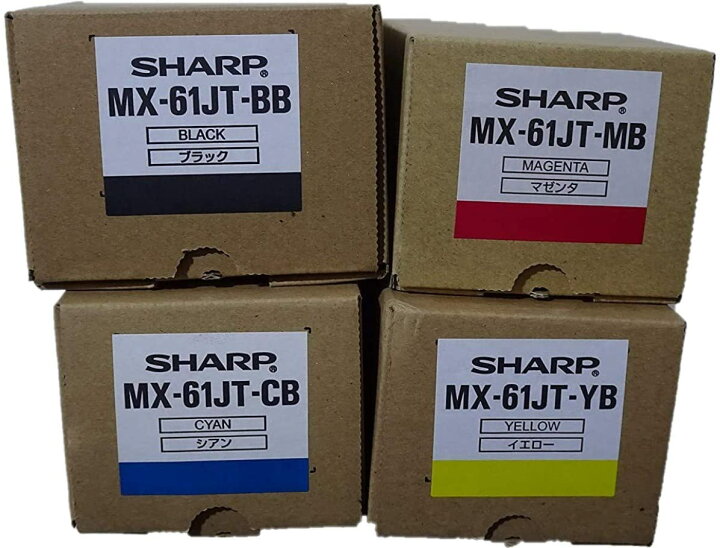 SHARP®
MX-61JT-BB
BLACK
ブラック
SHARP®
MX-61JT-MB
MAGENTA
マゼンタ
SHARP®
MX-61JT-CB
CYAN
シアン
SHARP®
MX-61JT-YB
YELLOW
イエロー